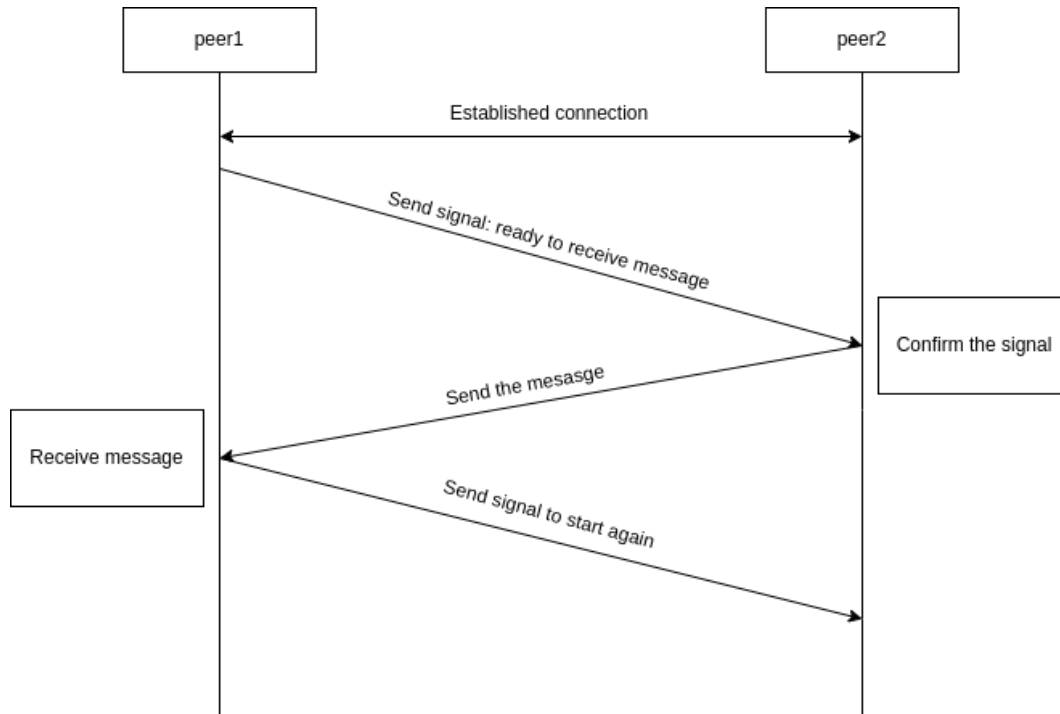 peer1
peer2
Established connection
Send signal: ready to receive message
Confirm the signal
Send the mesasge
Receive message
Send signal to start again